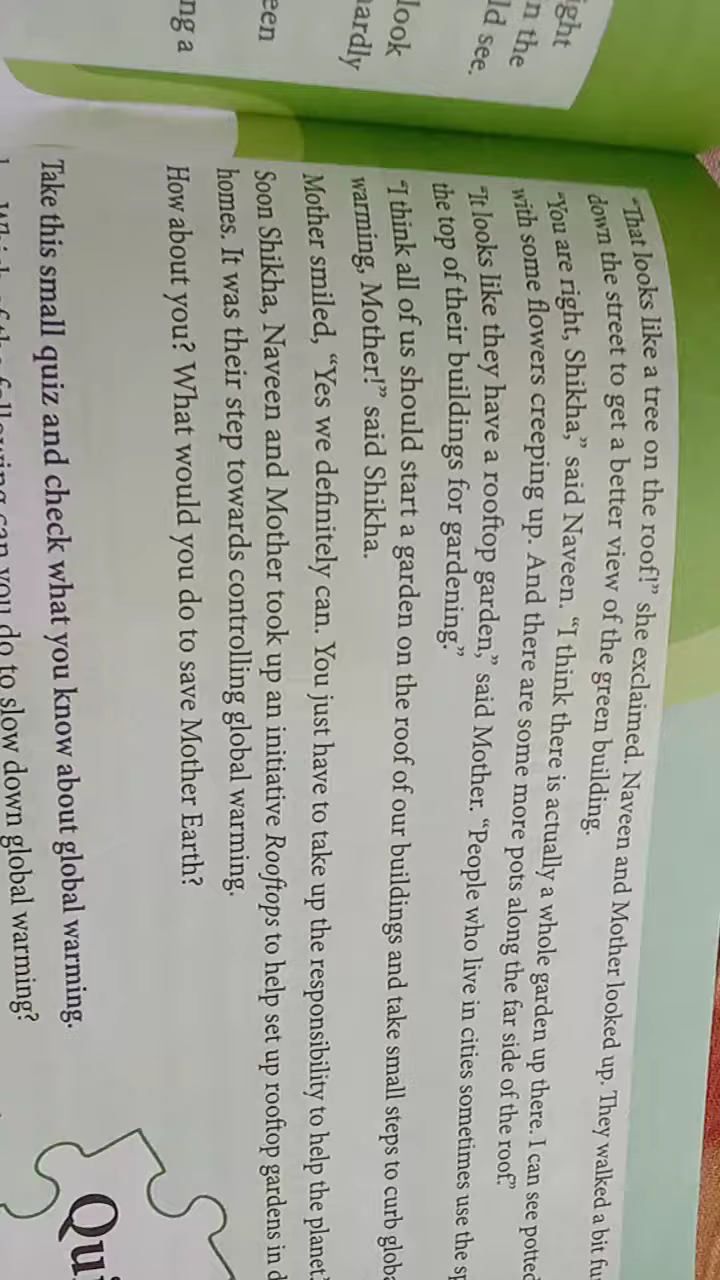 ight
n the
ld see.
look
ardly
een
ng a
"That looks like a tree on the roof!" she exclaimed. Naveen and Mother looked up. They walked a bit fu
down the street to get a better view of the green building.
"You are right, Shikha," said Naveen. "I think there is actually a whole garden up there. I can see potted
with some flowers creeping up. And there are some more pots along the far side of the roof."
"It looks like they have a rooftop garden," said Mother. "People who live in cities sometimes use the sp
the top of their buildings for gardening."
"I think all of us should start a garden on the roof of our buildings and take small steps to curb globa
warming, Mother!" said Shikha.
Mother smiled, "Yes we definitely can. You just have to take up the responsibility to help the planet."
Soon Shikha, Naveen and Mother took up an initiative Rooftops to help set up rooftop gardens in d
homes. It was their step towards controlling global warming.
How about you? What would you do to save Mother Earth?
Take this small quiz and check what you know about global warming.
Which of the following can you do to slow down global warming?
Qui